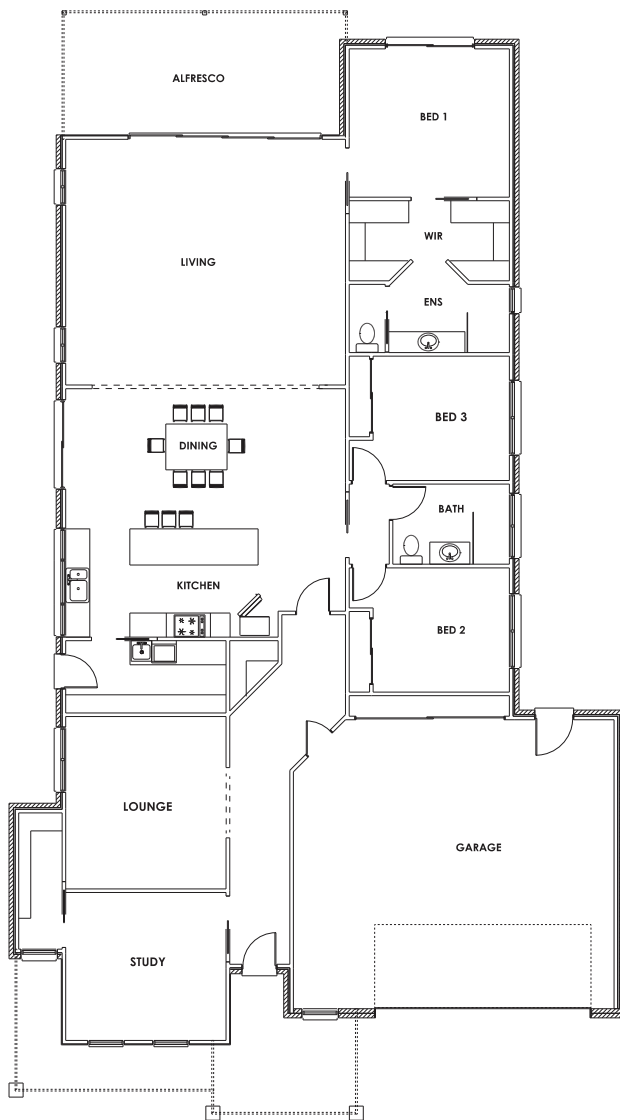 ALFRESCO
BED 1
LIVING
WIR
ENS
BED 3
DINING
BATH
KITCHEN
BED 2
LOUNGE
GARAGE
STUDY